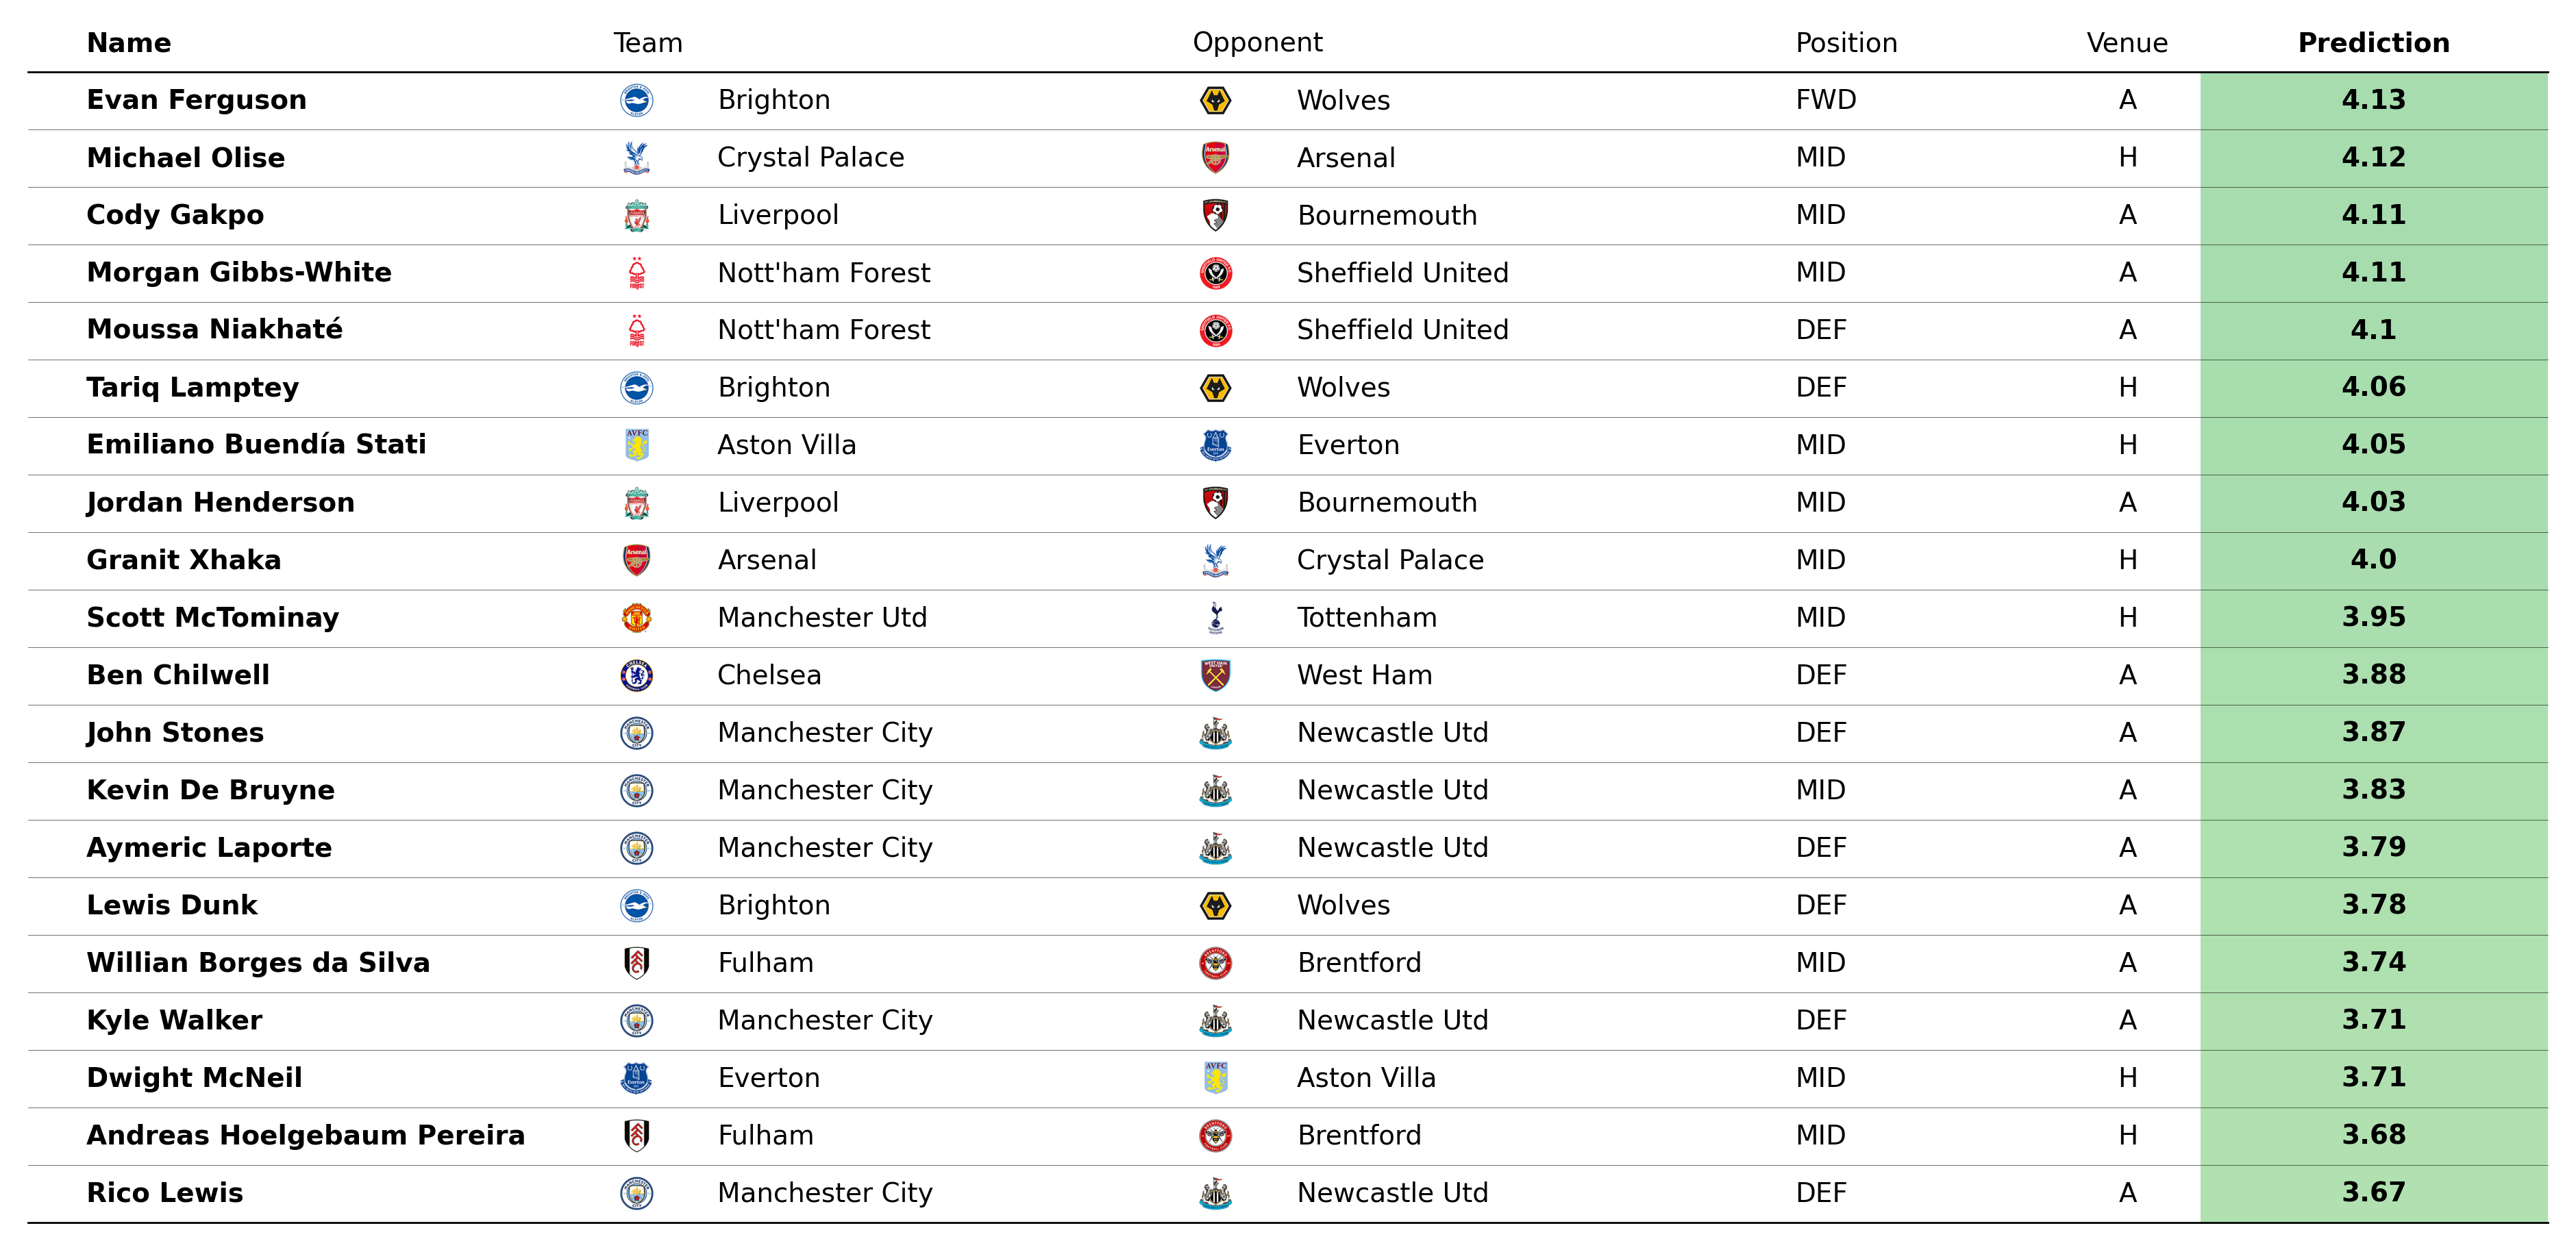 Name Team Opponent Position Venue Prediction
Evan Ferguson Brighton Wolves FWD A 4.13
Michael Olise Crystal Palace Arsenal MID H 4.12
Cody Gakpo Liverpool Bournemouth MID A 4.11
Morgan Gibbs-White Nott'ham Forest Sheffield United MID A 4.11
Moussa Niakhaté Nott'ham Forest Sheffield United DEF A 4.1
Tariq Lamptey Brighton Wolves DEF H 4.06
Emiliano Buendía Stati Aston Villa Everton MID H 4.05
Jordan Henderson Liverpool Bournemouth MID A 4.03
Granit Xhaka Arsenal Crystal Palace MID H 4.0
Scott McTominay Manchester Utd Tottenham MID H 3.95
Ben Chilwell Chelsea West Ham DEF A 3.88
John Stones Manchester City Newcastle Utd DEF A 3.87
Kevin De Bruyne Manchester City Newcastle Utd MID A 3.83
Aymeric Laporte Manchester City Newcastle Utd DEF A 3.79
Lewis Dunk Brighton Wolves DEF A 3.78
Willian Borges da Silva Fulham Brentford MID A 3.74
Kyle Walker Manchester City Newcastle Utd DEF A 3.71
Dwight McNeil Everton Aston Villa MID H 3.71
Andreas Hoelgebaum Pereira Fulham Brentford MID H 3.68
Rico Lewis Manchester City Newcastle Utd DEF A 3.67